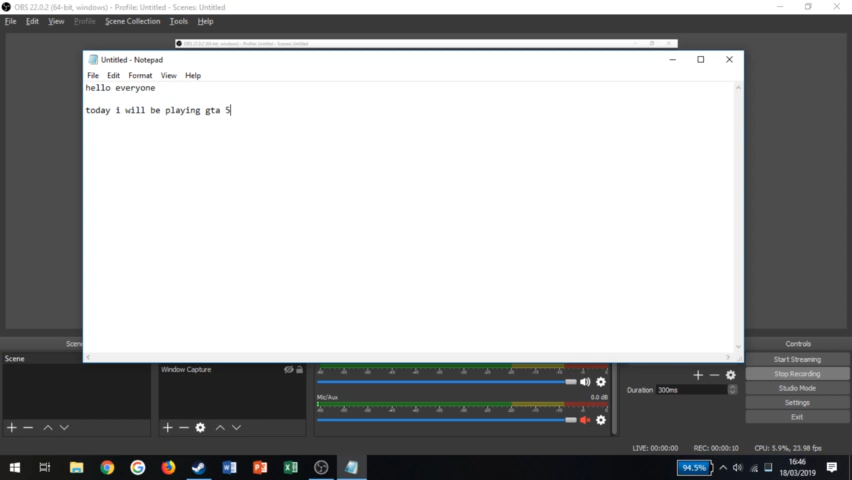 OBS 22.0.2 (64-bit, windows) - Profile: Untitled - Scenes: Untitled
File Edit View Profile Scene Collection Tools Help
Untitled - Notepad
File Edit Format View Help
hello everyone
today i will be playing gta 5
Controls
Scene
Window Capture
Mic/Aux 0.0 dB
Duration 300ms
Start Streaming
Stop Recording
Studio Mode
Settings
Exit
LIVE: 00:00:00 REC: 00:00:10 CPU: 5.9%, 23.98 fps
94.5%
16:46
18/03/2019